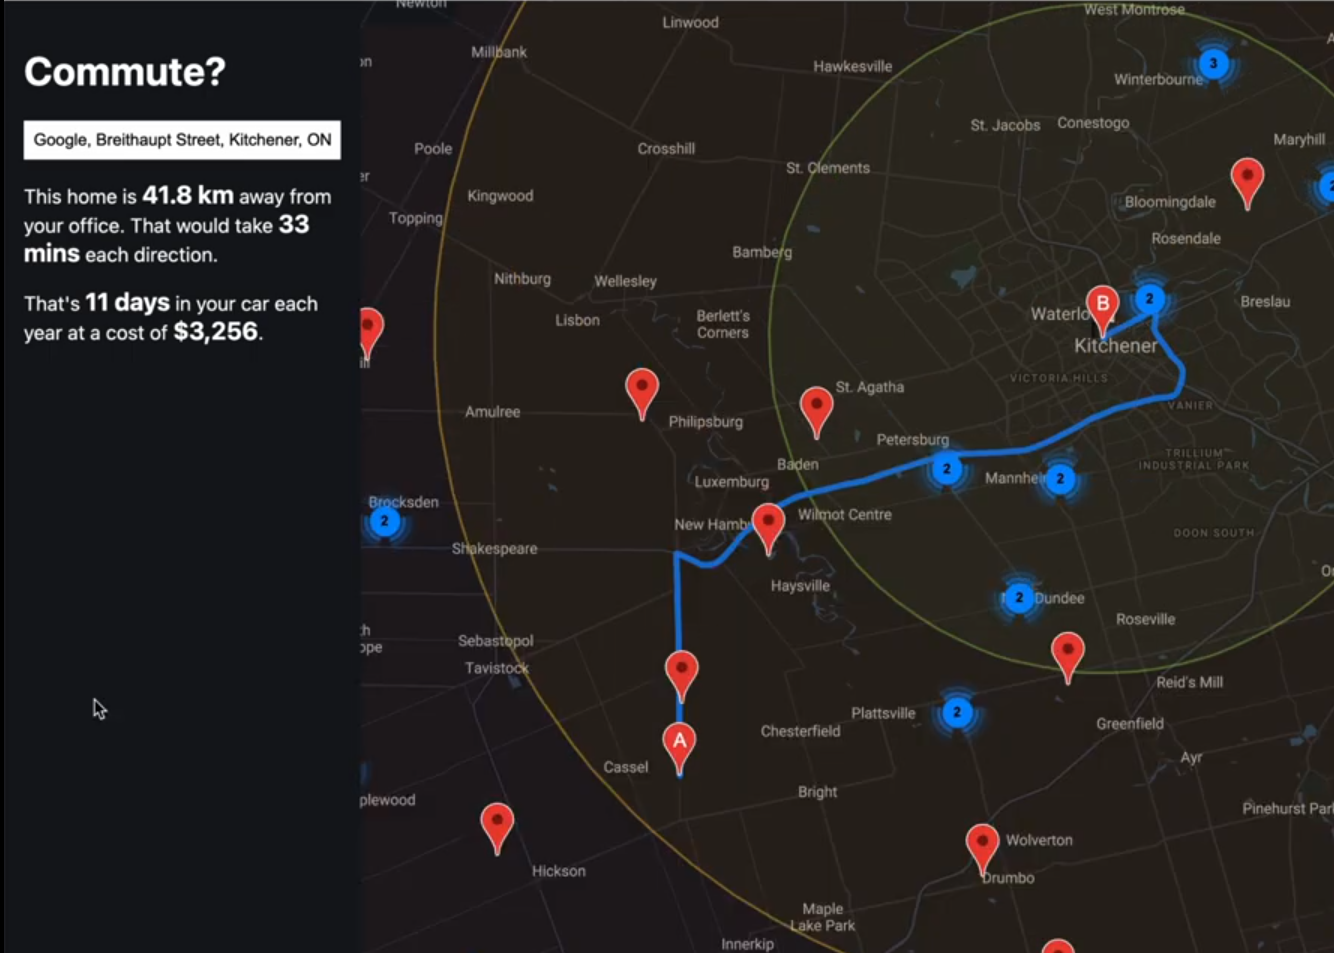 Commute?
Google, Breithaupt Street, Kitchener, ON
This home is 41.8 km away from
your office. That would take 33
mins each direction.
That's 11 days in your car each
year at a cost of $3,256.
Newton
Linwood
West Montrose
Millbank
Hawkesville
3
Winterbourne
St. Jacobs
Conestogo
Maryhill
Poole
Crosshill
St. Clements
2
Kingwood
Bloomingdale
Topping
Rosendale
Bamberg
Nithburg
Wellesley
B
2
Breslau
Lisbon
Berlett's
Corners
Waterlo
Kitchener
VICTORIA HILLS
St. Agatha
Amulree
Philipsburg
VANIER
Petersburg
TRILLIUM
INDUSTRIAL PARK
Baden
2
Mannhei
2
Luxemburg
Brocksden
2
New Hamb
Wilmot Centre
DOON SOUTH
Shakespeare
Haysville
2
Dundee
Roseville
Sebastopol
Tavistock
Reid's Mill
Plattsville
2
Greenfield
Chesterfield
A
Cassel
Ayr
Bright
plewood
Pinehurst Par
Wolverton
Hickson
Drumbo
Maple
Lake Park
Innerkip